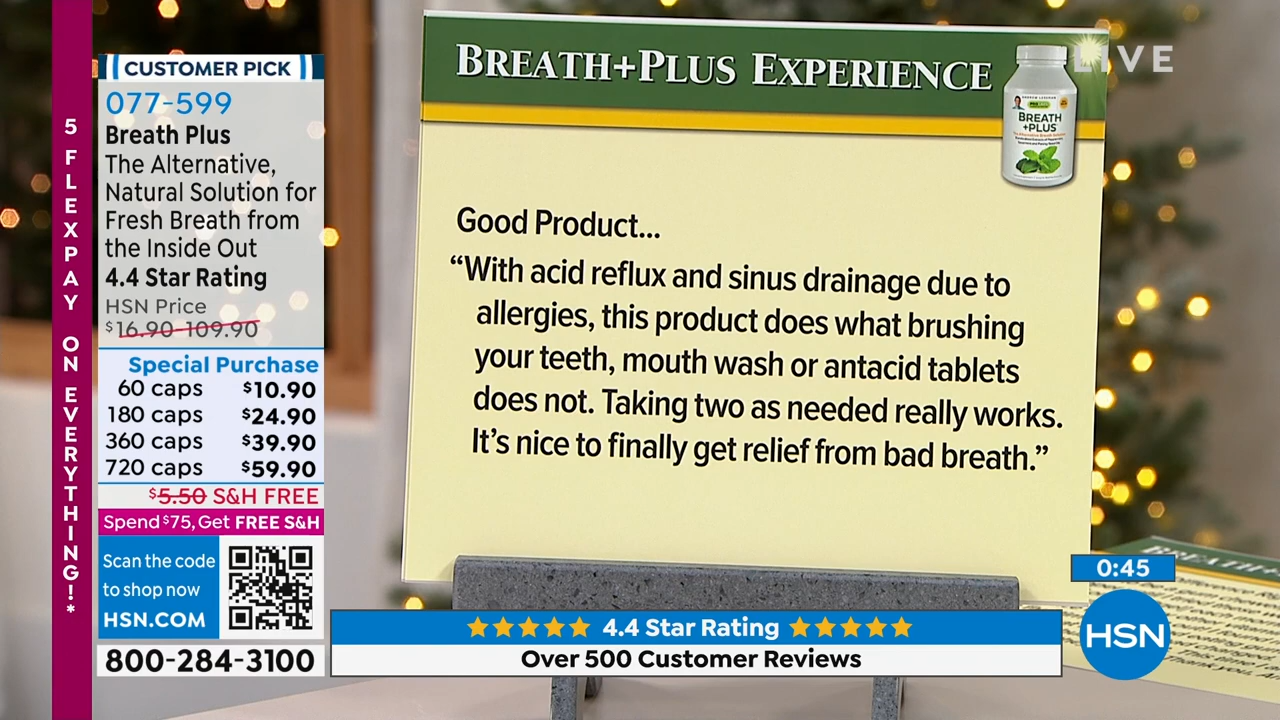 5 FLEXPAY ON EVERYTHING!*
CUSTOMER PICK
077-599
Breath Plus
The Alternative,
Natural Solution for
Fresh Breath from
the Inside Out
4.4 Star Rating
HSN Price
$16.90-109.90
Special Purchase
60 caps $10.90
180 caps $24.90
360 caps $39.90
720 caps $59.90
$5.50 S&H FREE
Spend $75, Get FREE S&H
Scan the code
to shop now
HSN.COM
800-284-3100
BREATH+PLUS EXPERIENCE
BREATH
+PLUS
LIVE
Good Product...
“With acid reflux and sinus drainage due to
allergies, this product does what brushing
your teeth, mouth wash or antacid tablets
does not. Taking two as needed really works.
It’s nice to finally get relief from bad breath.”
0:45
HSN
4.4 Star Rating
Over 500 Customer Reviews